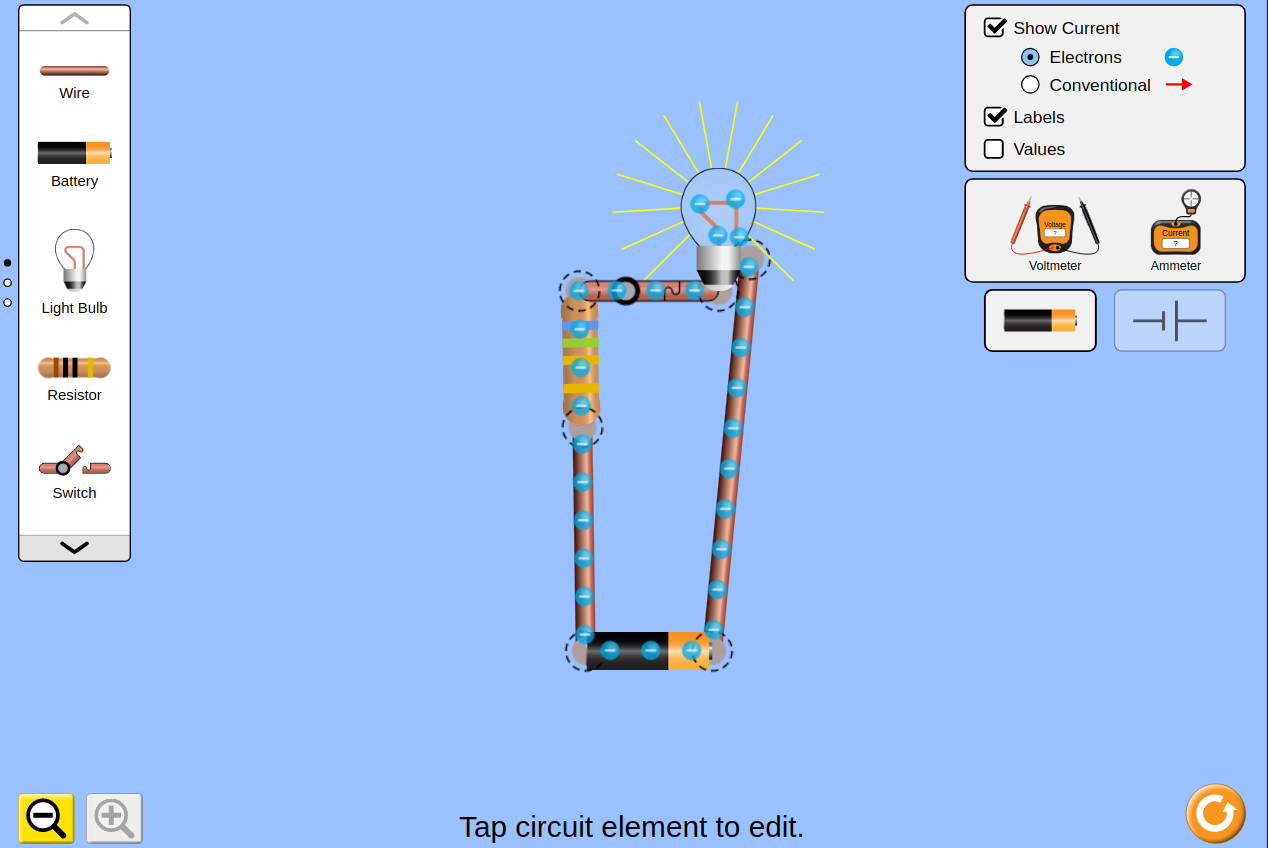 Wire
Battery
Light Bulb
Resistor
Switch
Show Current
Electrons
Conventional
Labels
Values
Voltage
?
Voltmeter
Current
?
Ammeter
Tap circuit element to edit.